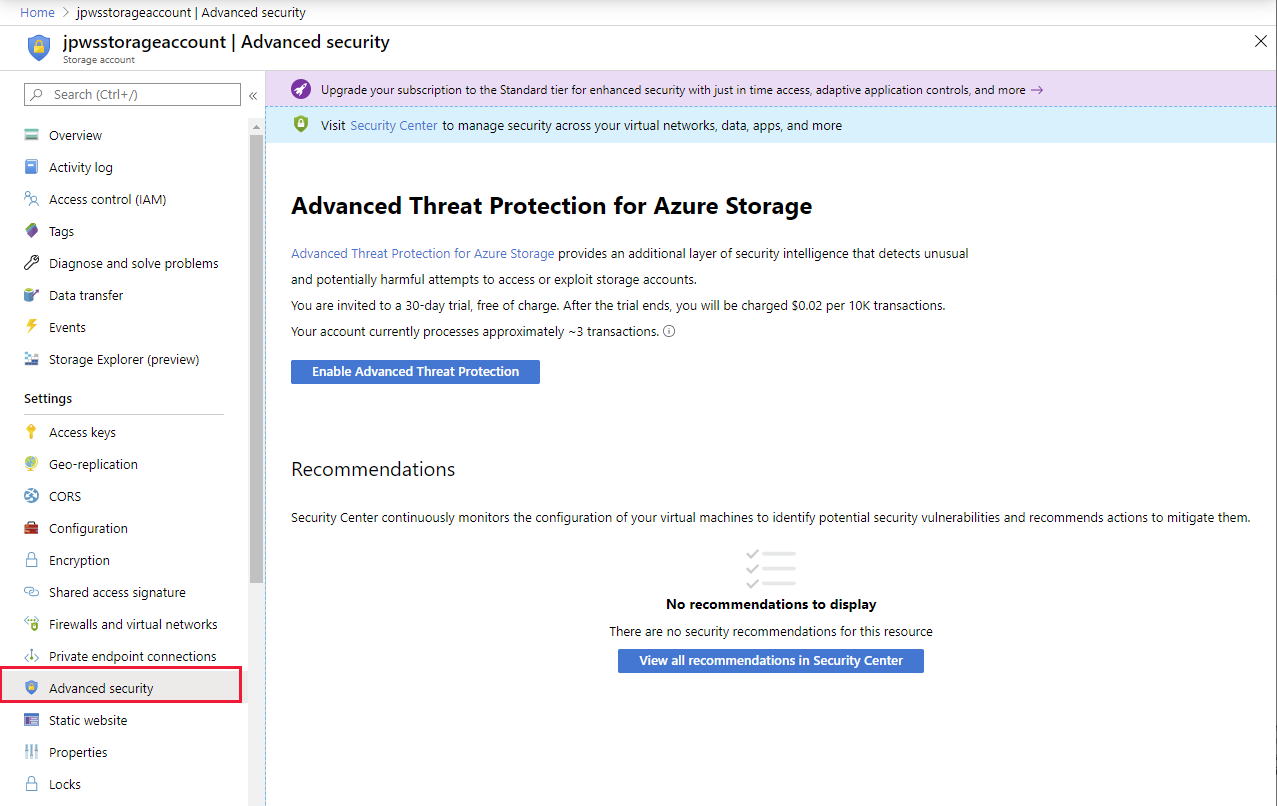 Home > jpwsstorageaccount | Advanced security
jpwsstorageaccount | Advanced security
Storage account
Search (Ctrl+/)
«
Overview
Activity log
Access control (IAM)
Tags
Diagnose and solve problems
Data transfer
Events
Storage Explorer (preview)
Settings
Access keys
Geo-replication
CORS
Configuration
Encryption
Shared access signature
Firewalls and virtual networks
Private endpoint connections
Advanced security
Static website
Properties
Locks
Upgrade your subscription to the Standard tier for enhanced security with just in time access, adaptive application controls, and more →
Visit Security Center to manage security across your virtual networks, data, apps, and more
Advanced Threat Protection for Azure Storage
Advanced Threat Protection for Azure Storage provides an additional layer of security intelligence that detects unusual
and potentially harmful attempts to access or exploit storage accounts.
You are invited to a 30-day trial, free of charge. After the trial ends, you will be charged $0.02 per 10K transactions.
Your account currently processes approximately ~3 transactions.
Enable Advanced Threat Protection
Recommendations
Security Center continuously monitors the configuration of your virtual machines to identify potential security vulnerabilities and recommends actions to mitigate them.
No recommendations to display
There are no security recommendations for this resource
View all recommendations in Security Center